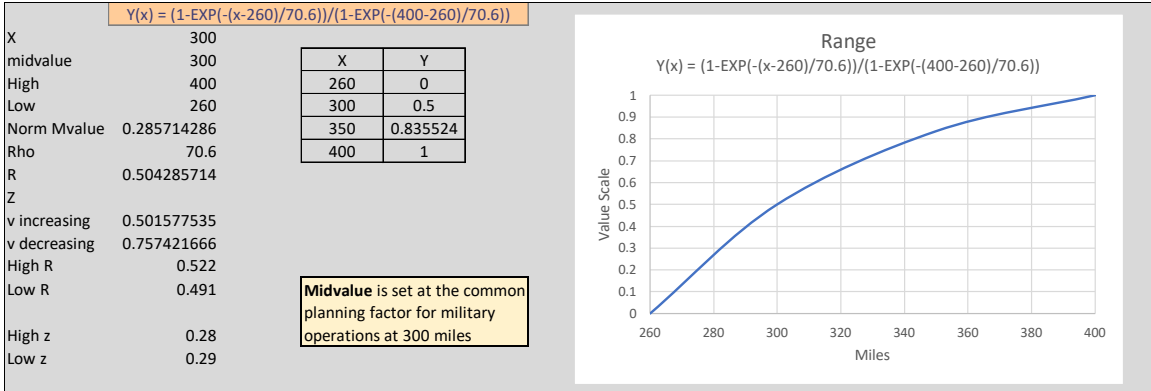 Y(x) = (1-EXP(-(x-260)/70.6))/(1-EXP(-(400-260)/70.6))
X 300
midvalue 300
High 400
Low 260
Norm Mvalue 0.285714286
Rho 70.6
R 0.504285714
Z
v increasing 0.501577535
v decreasing 0.757421666
High R 0.522
Low R 0.491
High z 0.28
Low z 0.29
X Y
260 0
300 0.5
350 0.835524
400 1
Midvalue is set at the common
planning factor for military
operations at 300 miles
Range
Y(x) = (1-EXP(-(x-260)/70.6))/(1-EXP(-(400-260)/70.6))
Value Scale
1
0.9
0.8
0.7
0.6
0.5
0.4
0.3
0.2
0.1
0
260 280 300 320 340 360 380 400
Miles